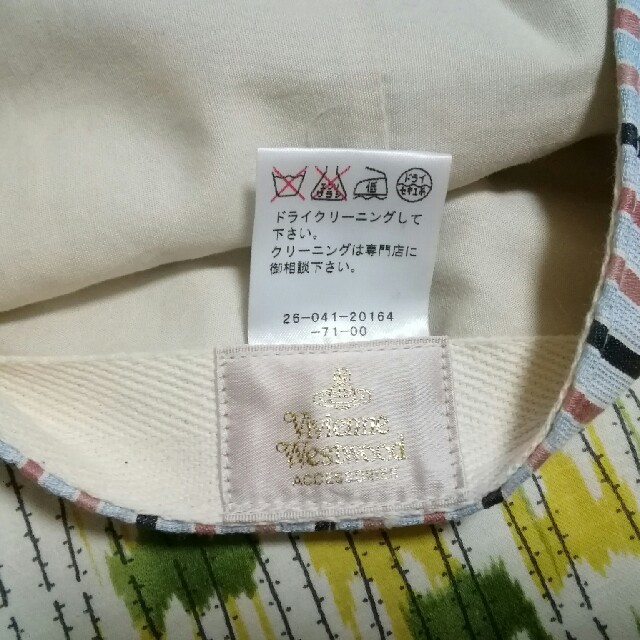 低
ドライ
セキユ系
ドライクリーニングして
下さい。
クリーニングは専門店に
御相談下さい。
26-041-20164
-71-00
Vivienne
Westwood
ACCESSORIES